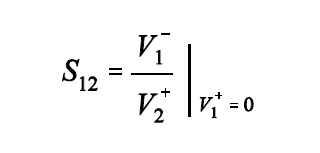 S₁₂ = V₁⁻ / V₂⁺ | V₁⁺ = 0